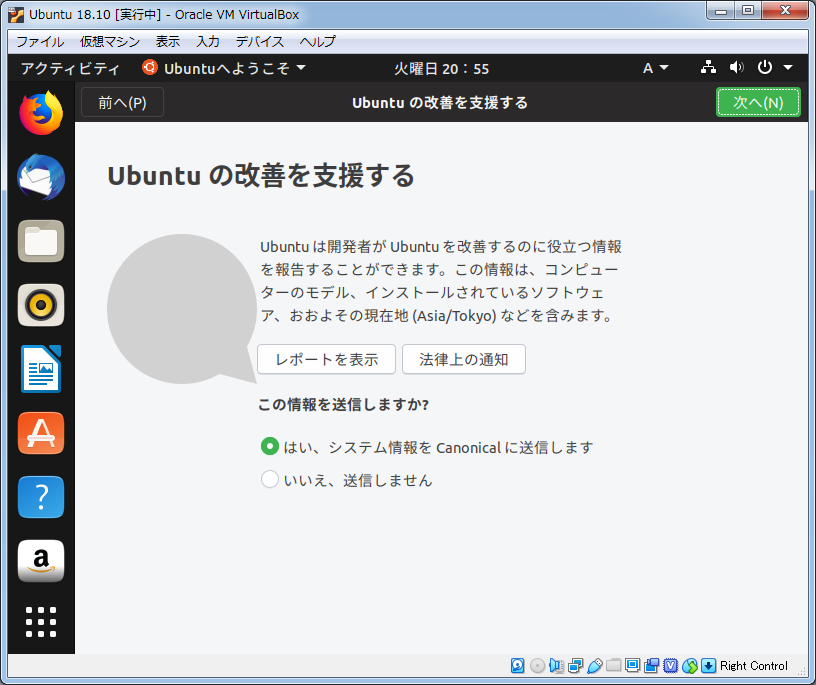 Ubuntu 18.10 [実行中] - Oracle VM VirtualBox
ファイル 仮想マシン 表示 入力 デバイス ヘルプ
アクティビティ Ubuntuへようこそ 火曜日 20：55 A
前へ(P) Ubuntu の改善を支援する 次へ(N)
Ubuntu の改善を支援する
Ubuntu は開発者が Ubuntu を改善するのに役立つ情報
を報告することができます。この情報は、コンピュー
ターのモデル、インストールされているソフトウェ
ア、おおよその現在地 (Asia/Tokyo) などを含みます。
レポートを表示 法律上の通知
この情報を送信しますか?
はい、システム情報を Canonical に送信します
いいえ、送信しません
?
a
Right Control